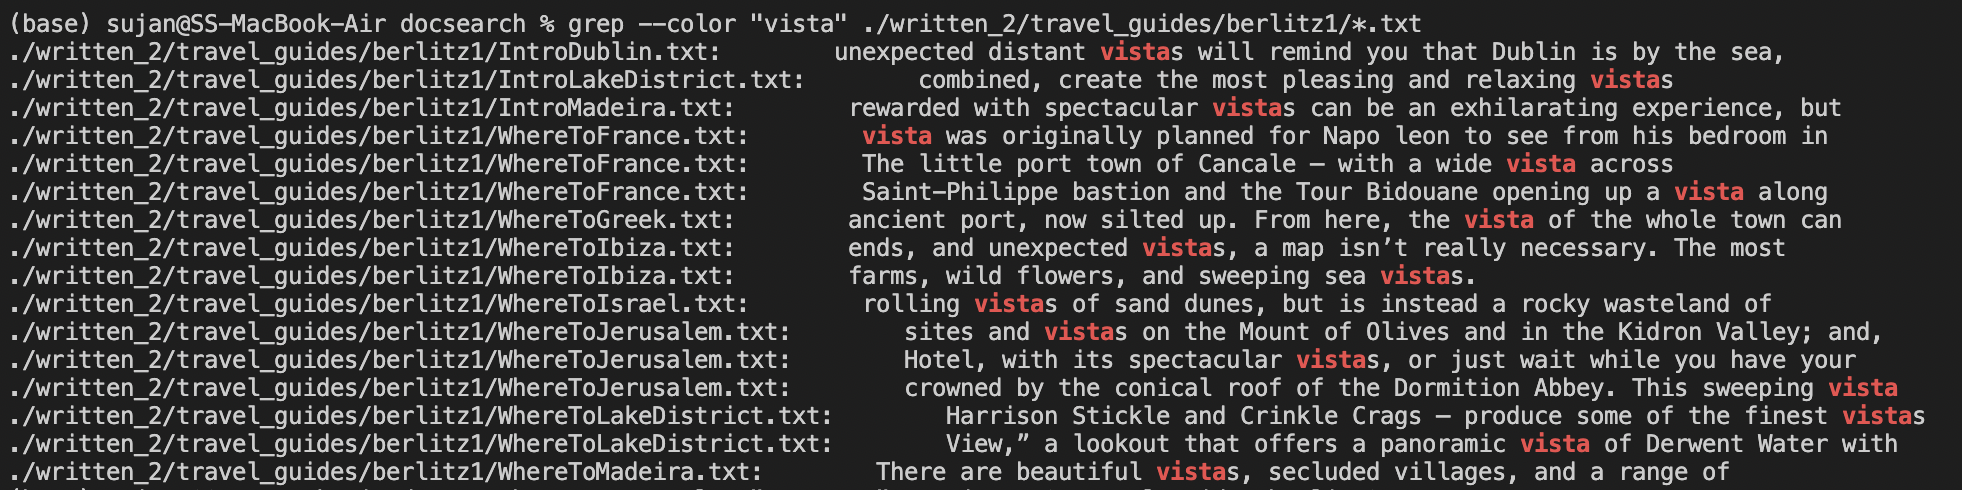 (base) sujan@SS-MacBook-Air docsearch % grep --color "vista" ./written_2/travel_guides/berlitz1/*.txt
./written_2/travel_guides/berlitz1/IntroDublin.txt:        unexpected distant vistas will remind you that Dublin is by the sea,
./written_2/travel_guides/berlitz1/IntroLakeDistrict.txt:        combined, create the most pleasing and relaxing vistas
./written_2/travel_guides/berlitz1/IntroMadeira.txt:        rewarded with spectacular vistas can be an exhilarating experience, but
./written_2/travel_guides/berlitz1/WhereToFrance.txt:        vista was originally planned for Napo leon to see from his bedroom in
./written_2/travel_guides/berlitz1/WhereToFrance.txt:        The little port town of Cancale — with a wide vista across
./written_2/travel_guides/berlitz1/WhereToFrance.txt:        Saint-Philippe bastion and the Tour Bidouane opening up a vista along
./written_2/travel_guides/berlitz1/WhereToGreek.txt:        ancient port, now silted up. From here, the vista of the whole town can
./written_2/travel_guides/berlitz1/WhereToIbiza.txt:        ends, and unexpected vistas, a map isn’t really necessary. The most
./written_2/travel_guides/berlitz1/WhereToIbiza.txt:        farms, wild flowers, and sweeping sea vistas.
./written_2/travel_guides/berlitz1/WhereToIsrael.txt:        rolling vistas of sand dunes, but is instead a rocky wasteland of
./written_2/travel_guides/berlitz1/WhereToJerusalem.txt:        sites and vistas on the Mount of Olives and in the Kidron Valley; and,
./written_2/travel_guides/berlitz1/WhereToJerusalem.txt:        Hotel, with its spectacular vistas, or just wait while you have your
./written_2/travel_guides/berlitz1/WhereToJerusalem.txt:        crowned by the conical roof of the Dormition Abbey. This sweeping vista
./written_2/travel_guides/berlitz1/WhereToLakeDistrict.txt:        Harrison Stickle and Crinkle Crags — produce some of the finest vistas
./written_2/travel_guides/berlitz1/WhereToLakeDistrict.txt:        View,” a lookout that offers a panoramic vista of Derwent Water with
./written_2/travel_guides/berlitz1/WhereToMadeira.txt:        There are beautiful vistas, secluded villages, and a range of